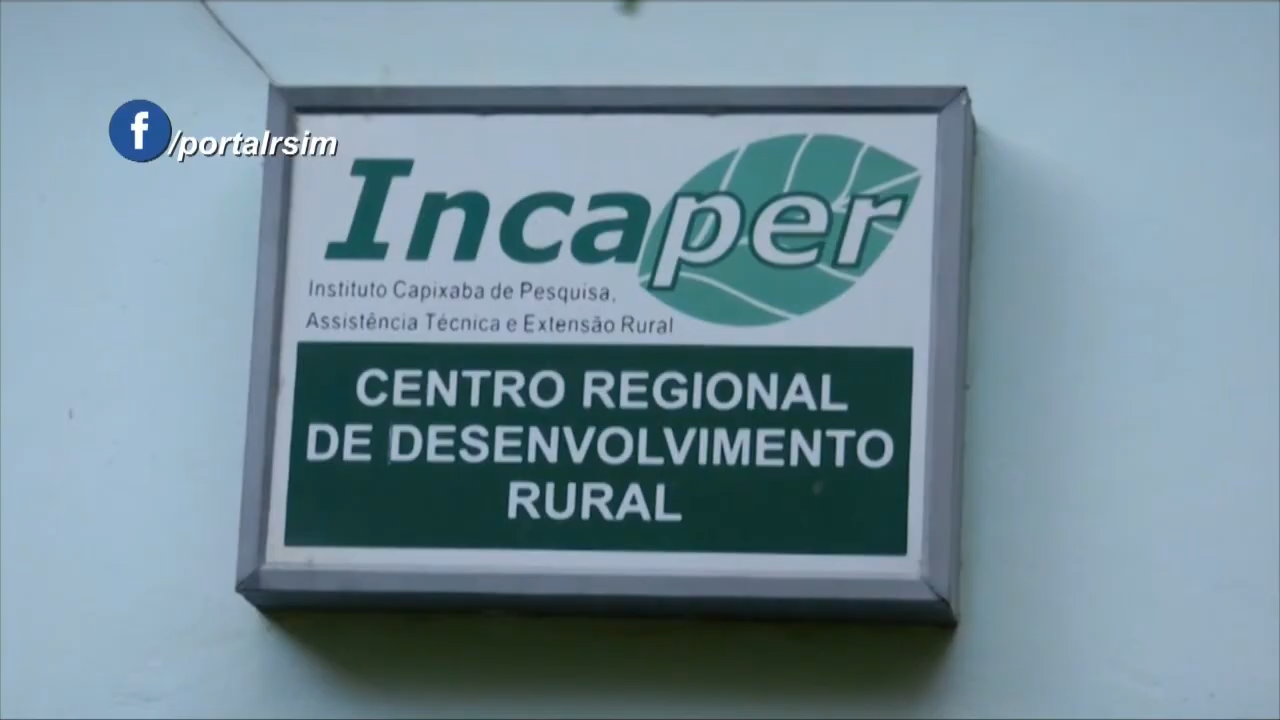 f/portalrsim
Incaper
Instituto Capixaba de Pesquisa,
Assistência Técnica e Extensão Rural
CENTRO REGIONAL
DE DESENVOLVIMENTO
RURAL